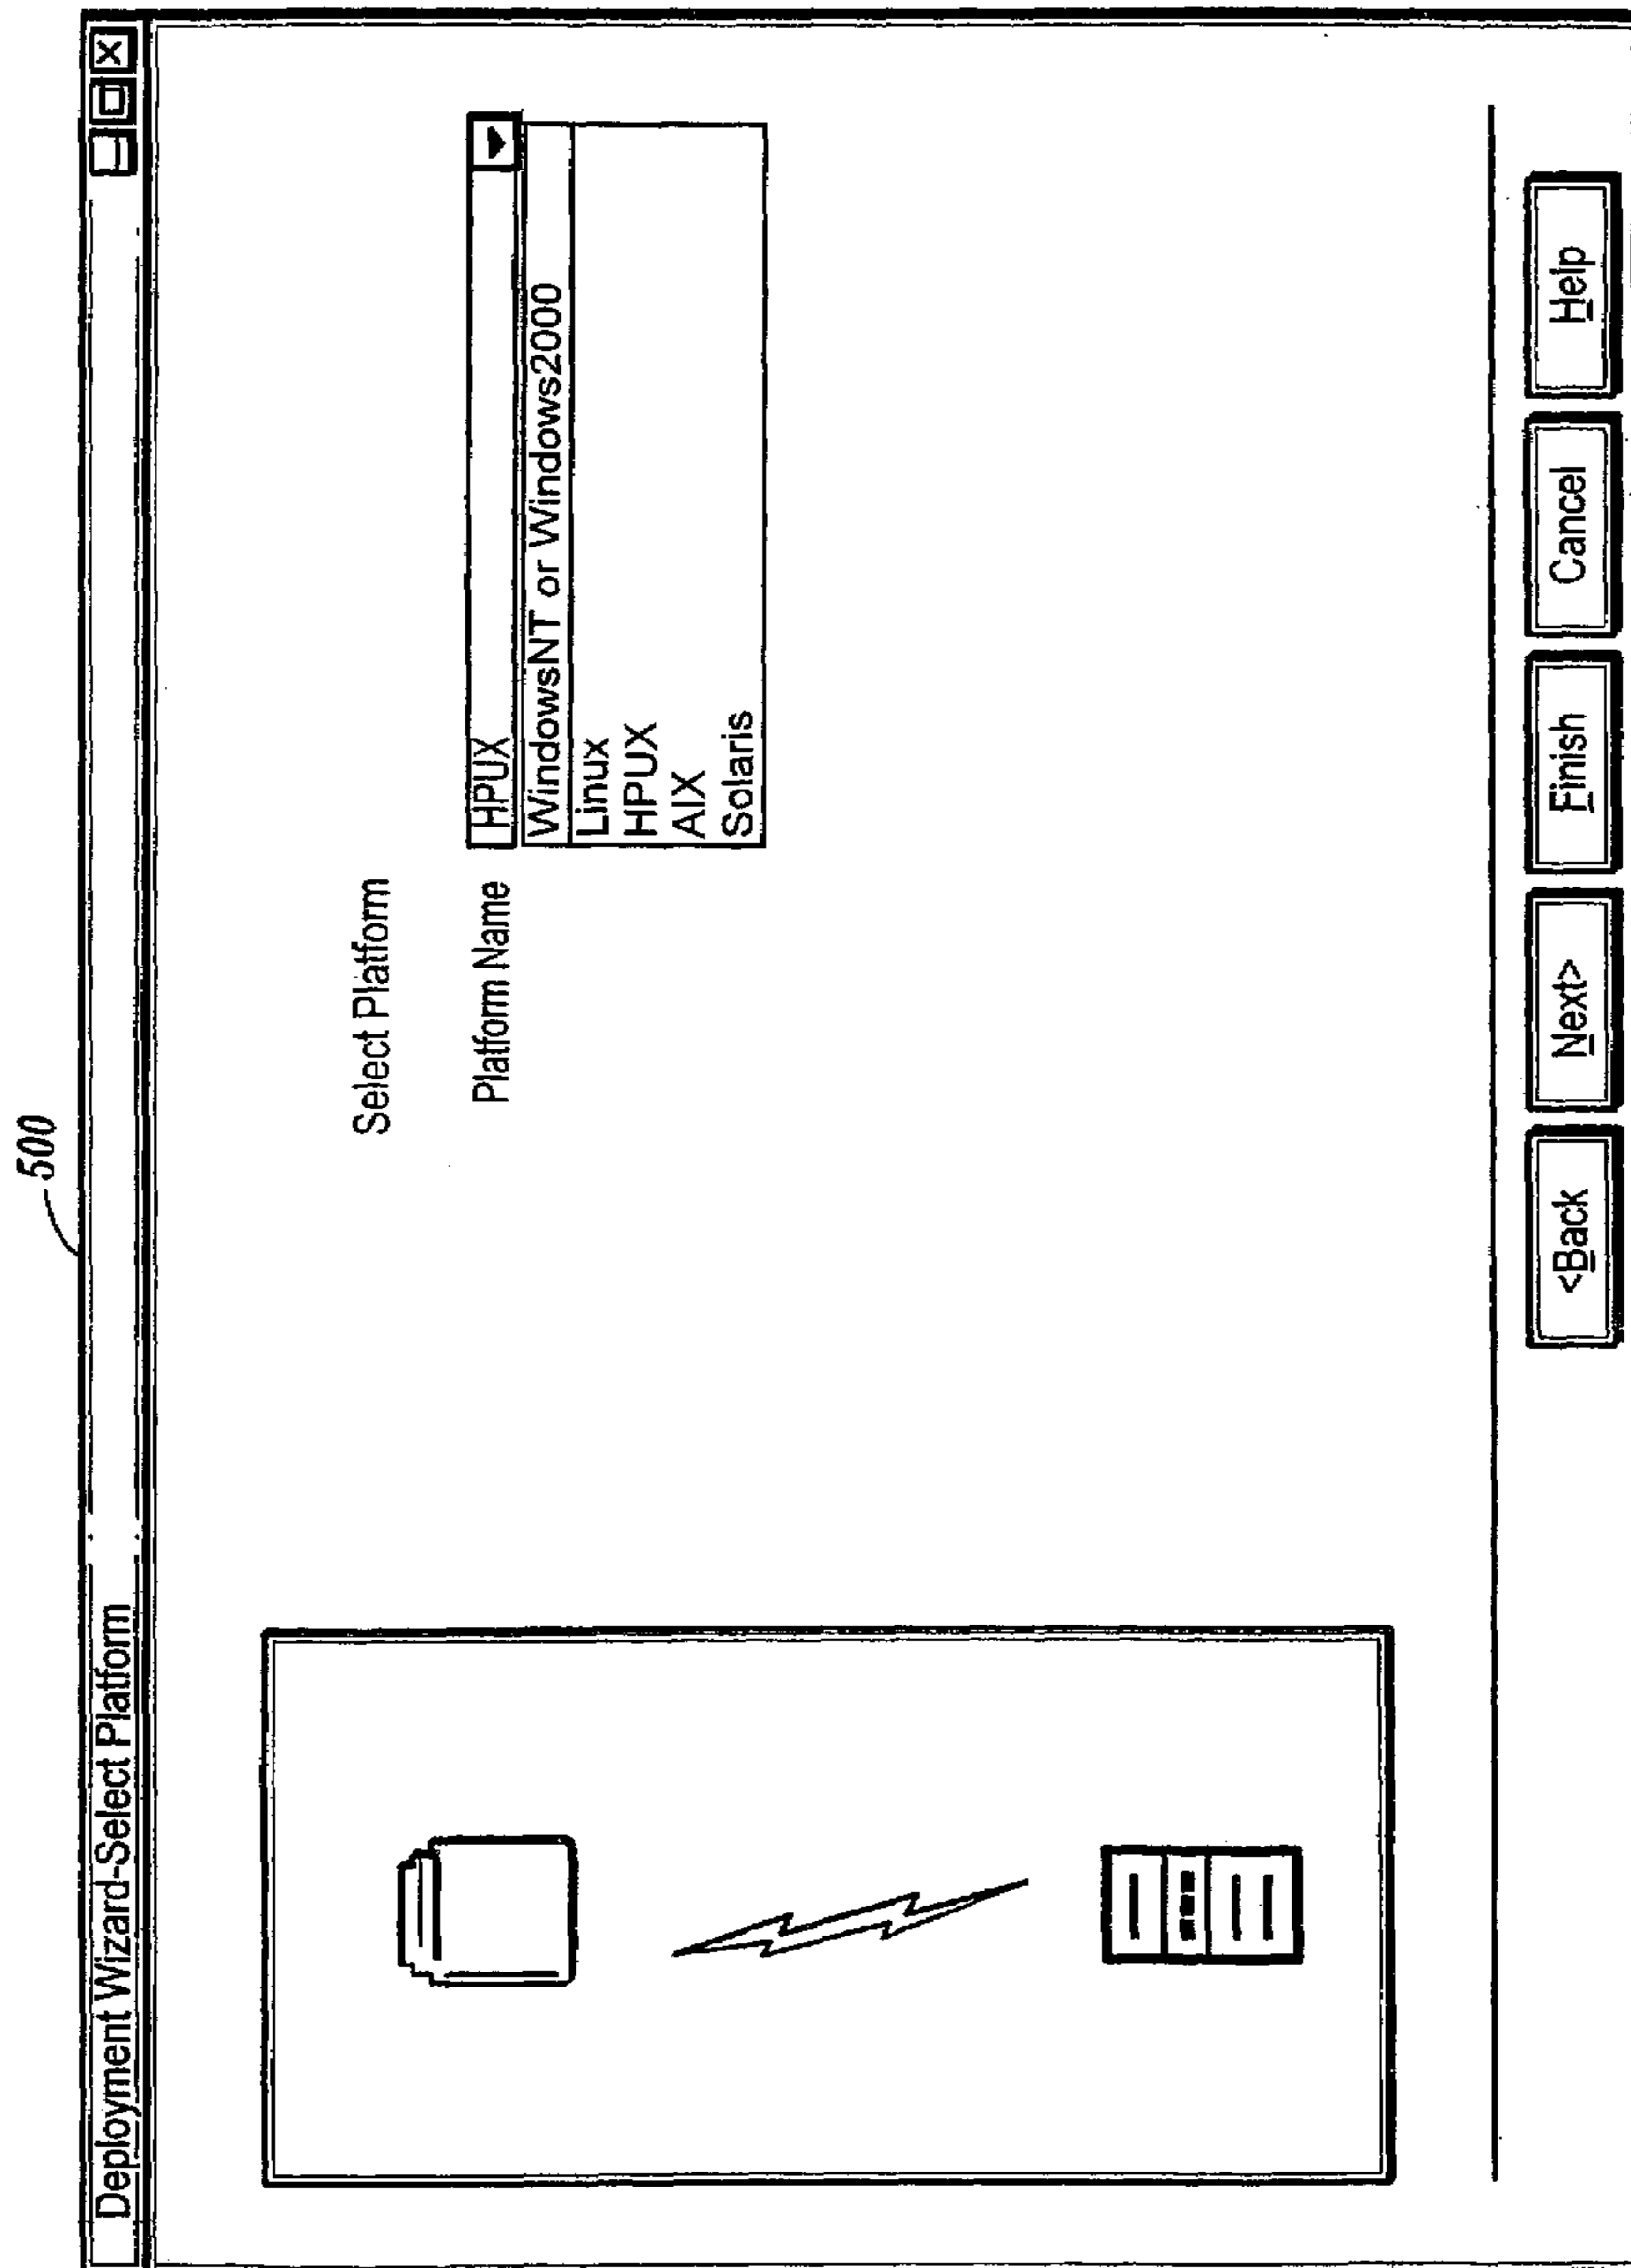 500
Deployment Wizard-Select Platform
Select Platform
Platform Name
HPUX
WindowsNT or Windows2000
Linux
HPUX
AIX
Solaris
<Back
Next>
Finish
Cancel
Help